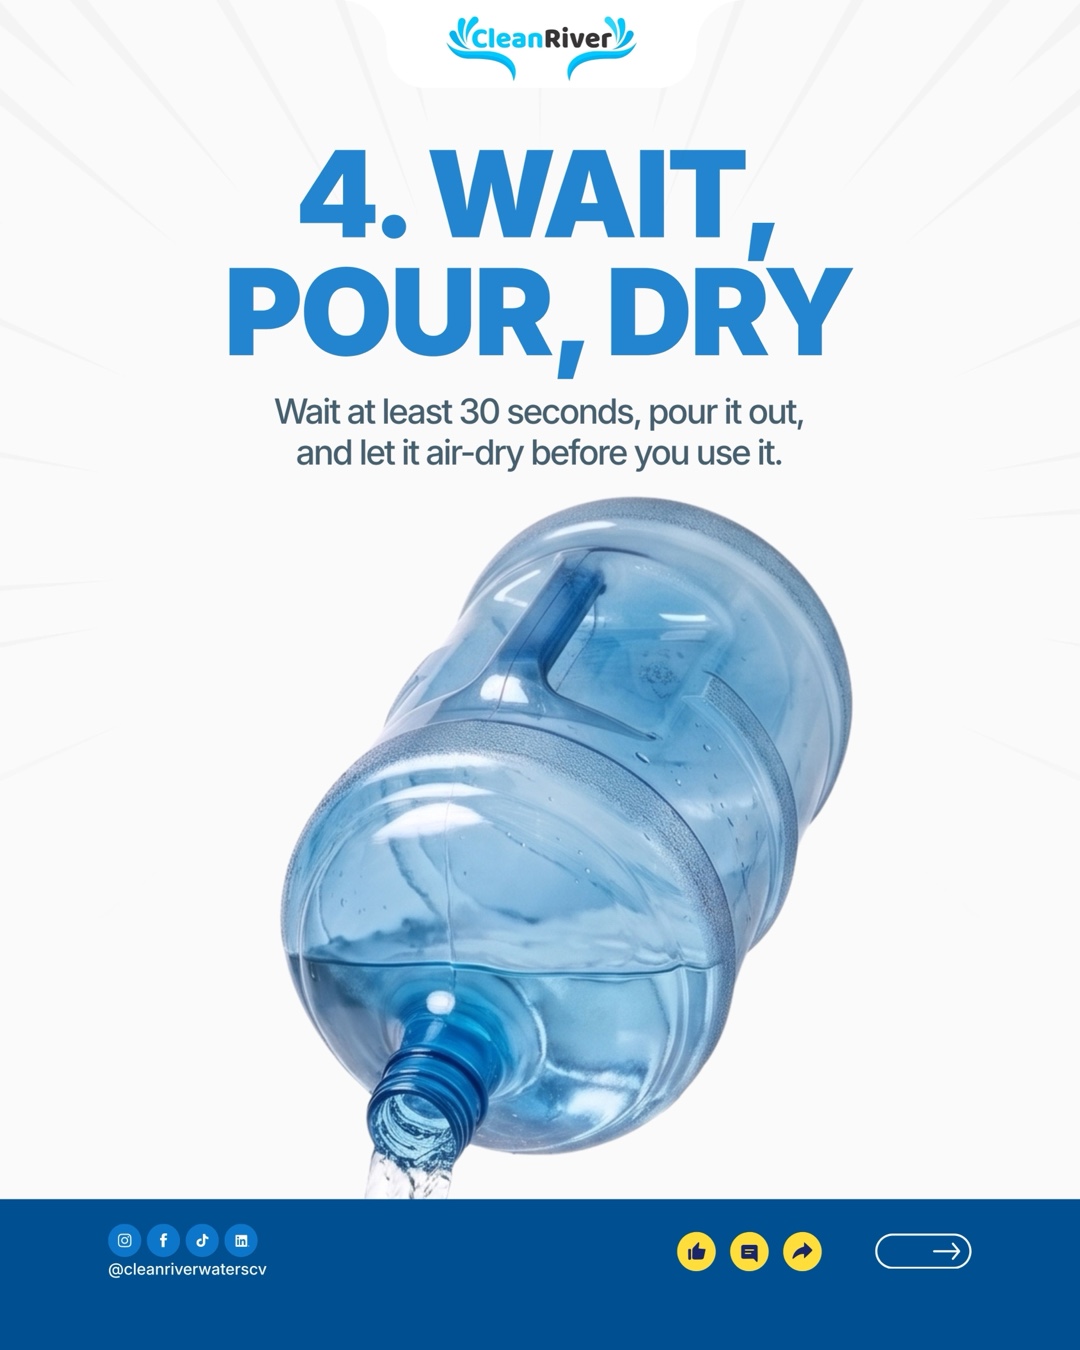 CleanRiver
4. WAIT,
POUR, DRY
Wait at least 30 seconds, pour it out,
and let it air-dry before you use it.
@cleanriverwaterscv